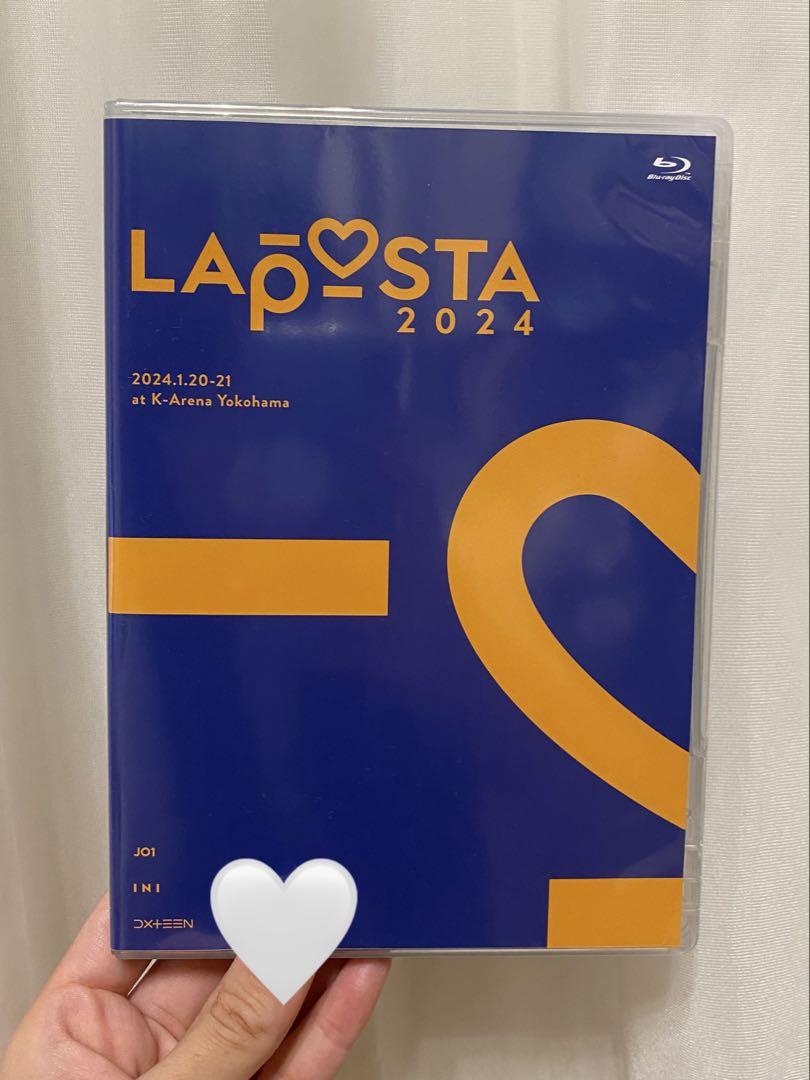 Blu-ray Disc
LAPOSTA
2024
2024.1.20-21
at K-Arena Yokohama
JO1
INI
DXTEEN